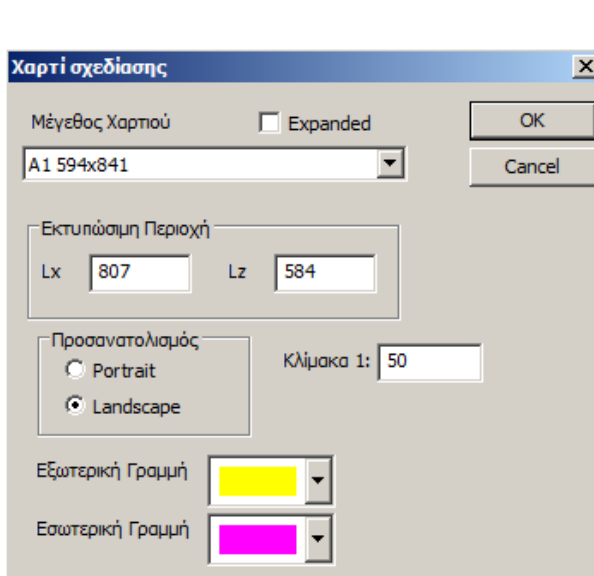 Χαρτί σχεδίασης
Μέγεθος Χαρτιού Expanded OK
A1 594x841 Cancel
Εκτυπώσιμη Περιοχή
Lx 807 Lz 584
Προσανατολισμός
Portrait Κλίμακα 1: 50
Landscape
Εξωτερική Γραμμή
Εσωτερική Γραμμή